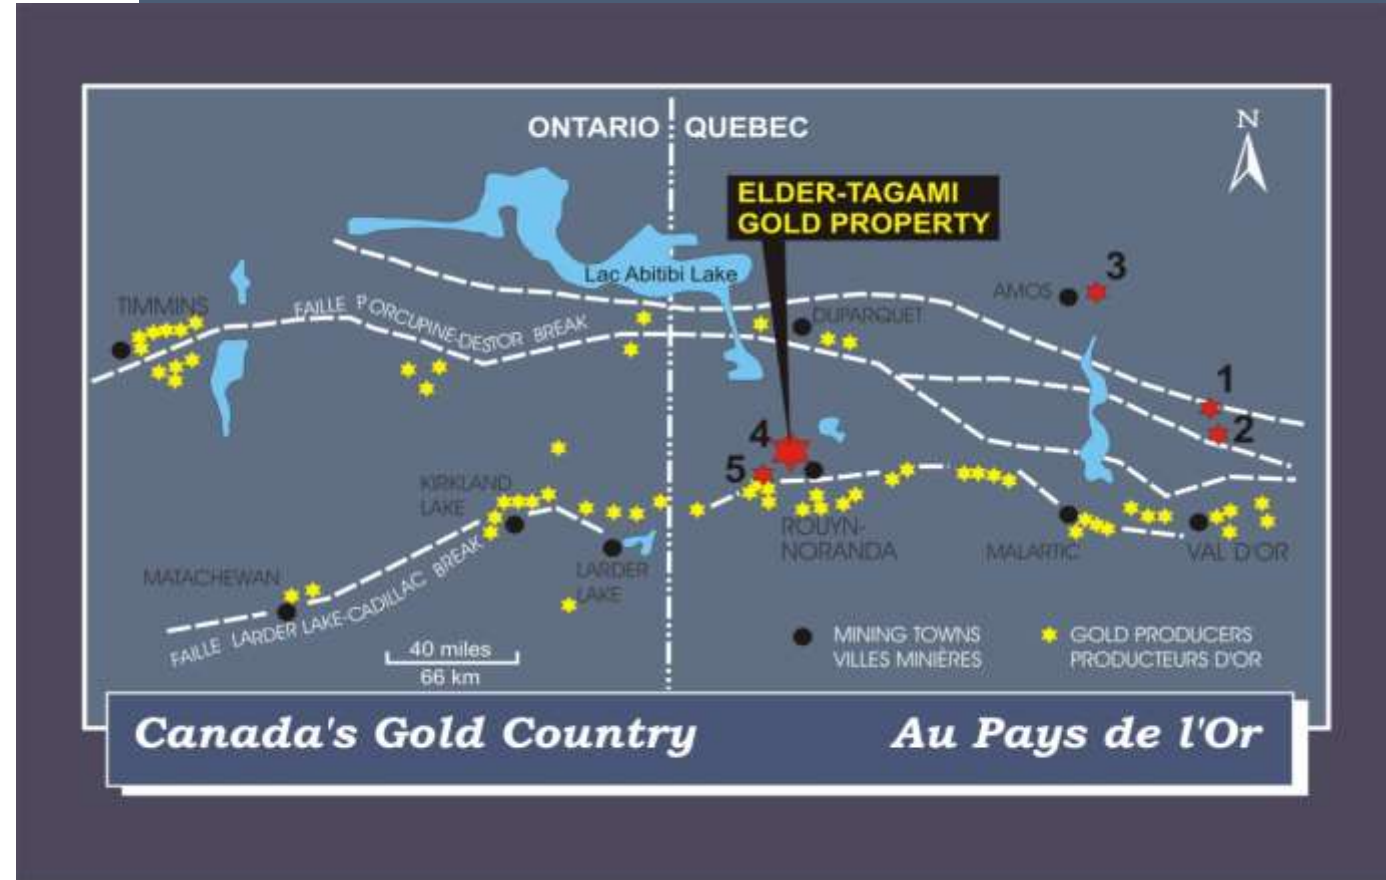 ONTARIO QUEBEC
N
ELDER-TAGAMI
GOLD PROPERTY
Lac Abitibi Lake
3
AMOS
TIMMINS
FAILLE PORCUPINE-DESTOR BREAK
DUPARQUET
1
2
4
5
KIRKLAND
LAKE
ROUYN-
NORANDA
MALARTIC
VAL D'OR
MATACHEWAN
LARDER
LAKE
FAILLE LARDER LAKE-CADILLAC BREAK
40 miles
66 km
MINING TOWNS
VILLES MINIÈRES
GOLD PRODUCERS
PRODUCTEURS D'OR
Canada's Gold Country
Au Pays de l'Or